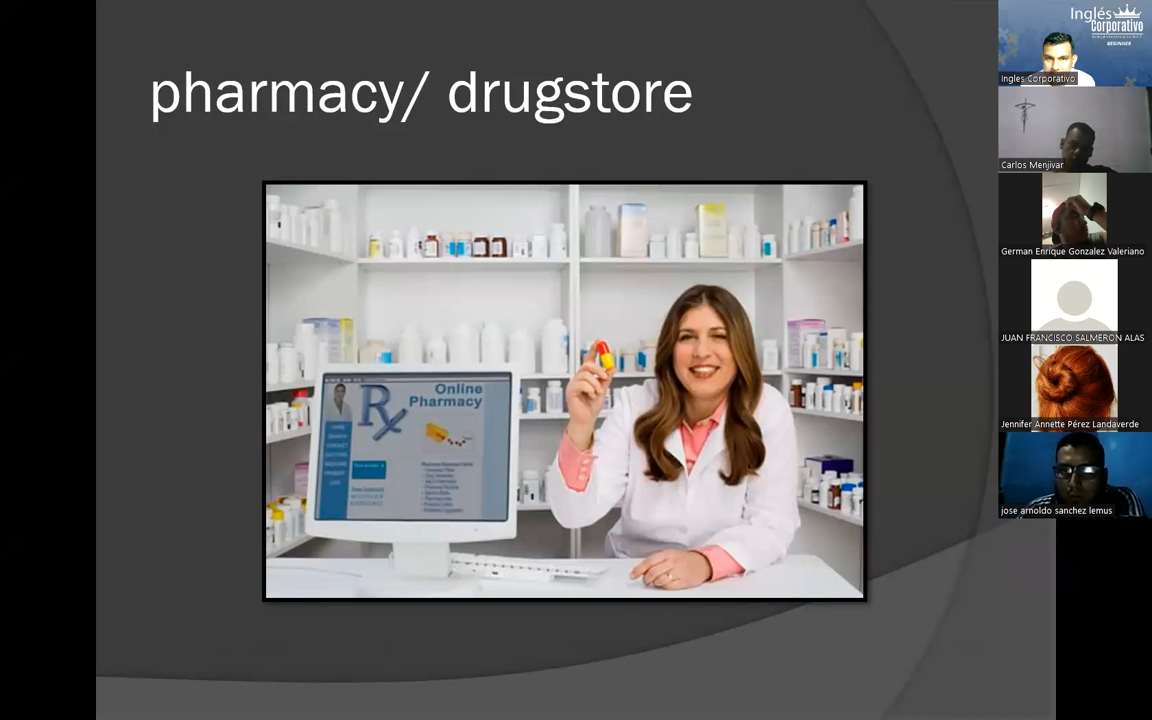 pharmacy/ drugstore
Online
Pharmacy
Rx
Inglés
Corporativo
BEGINNER
Ingles Corporativo
Carlos Menjivar
German Enrique Gonzalez Valeriano
JUAN FRANCISCO SALMERON ALAS
Jennifer Annette Pérez Landaverde
jose arnoldo sanchez lemus